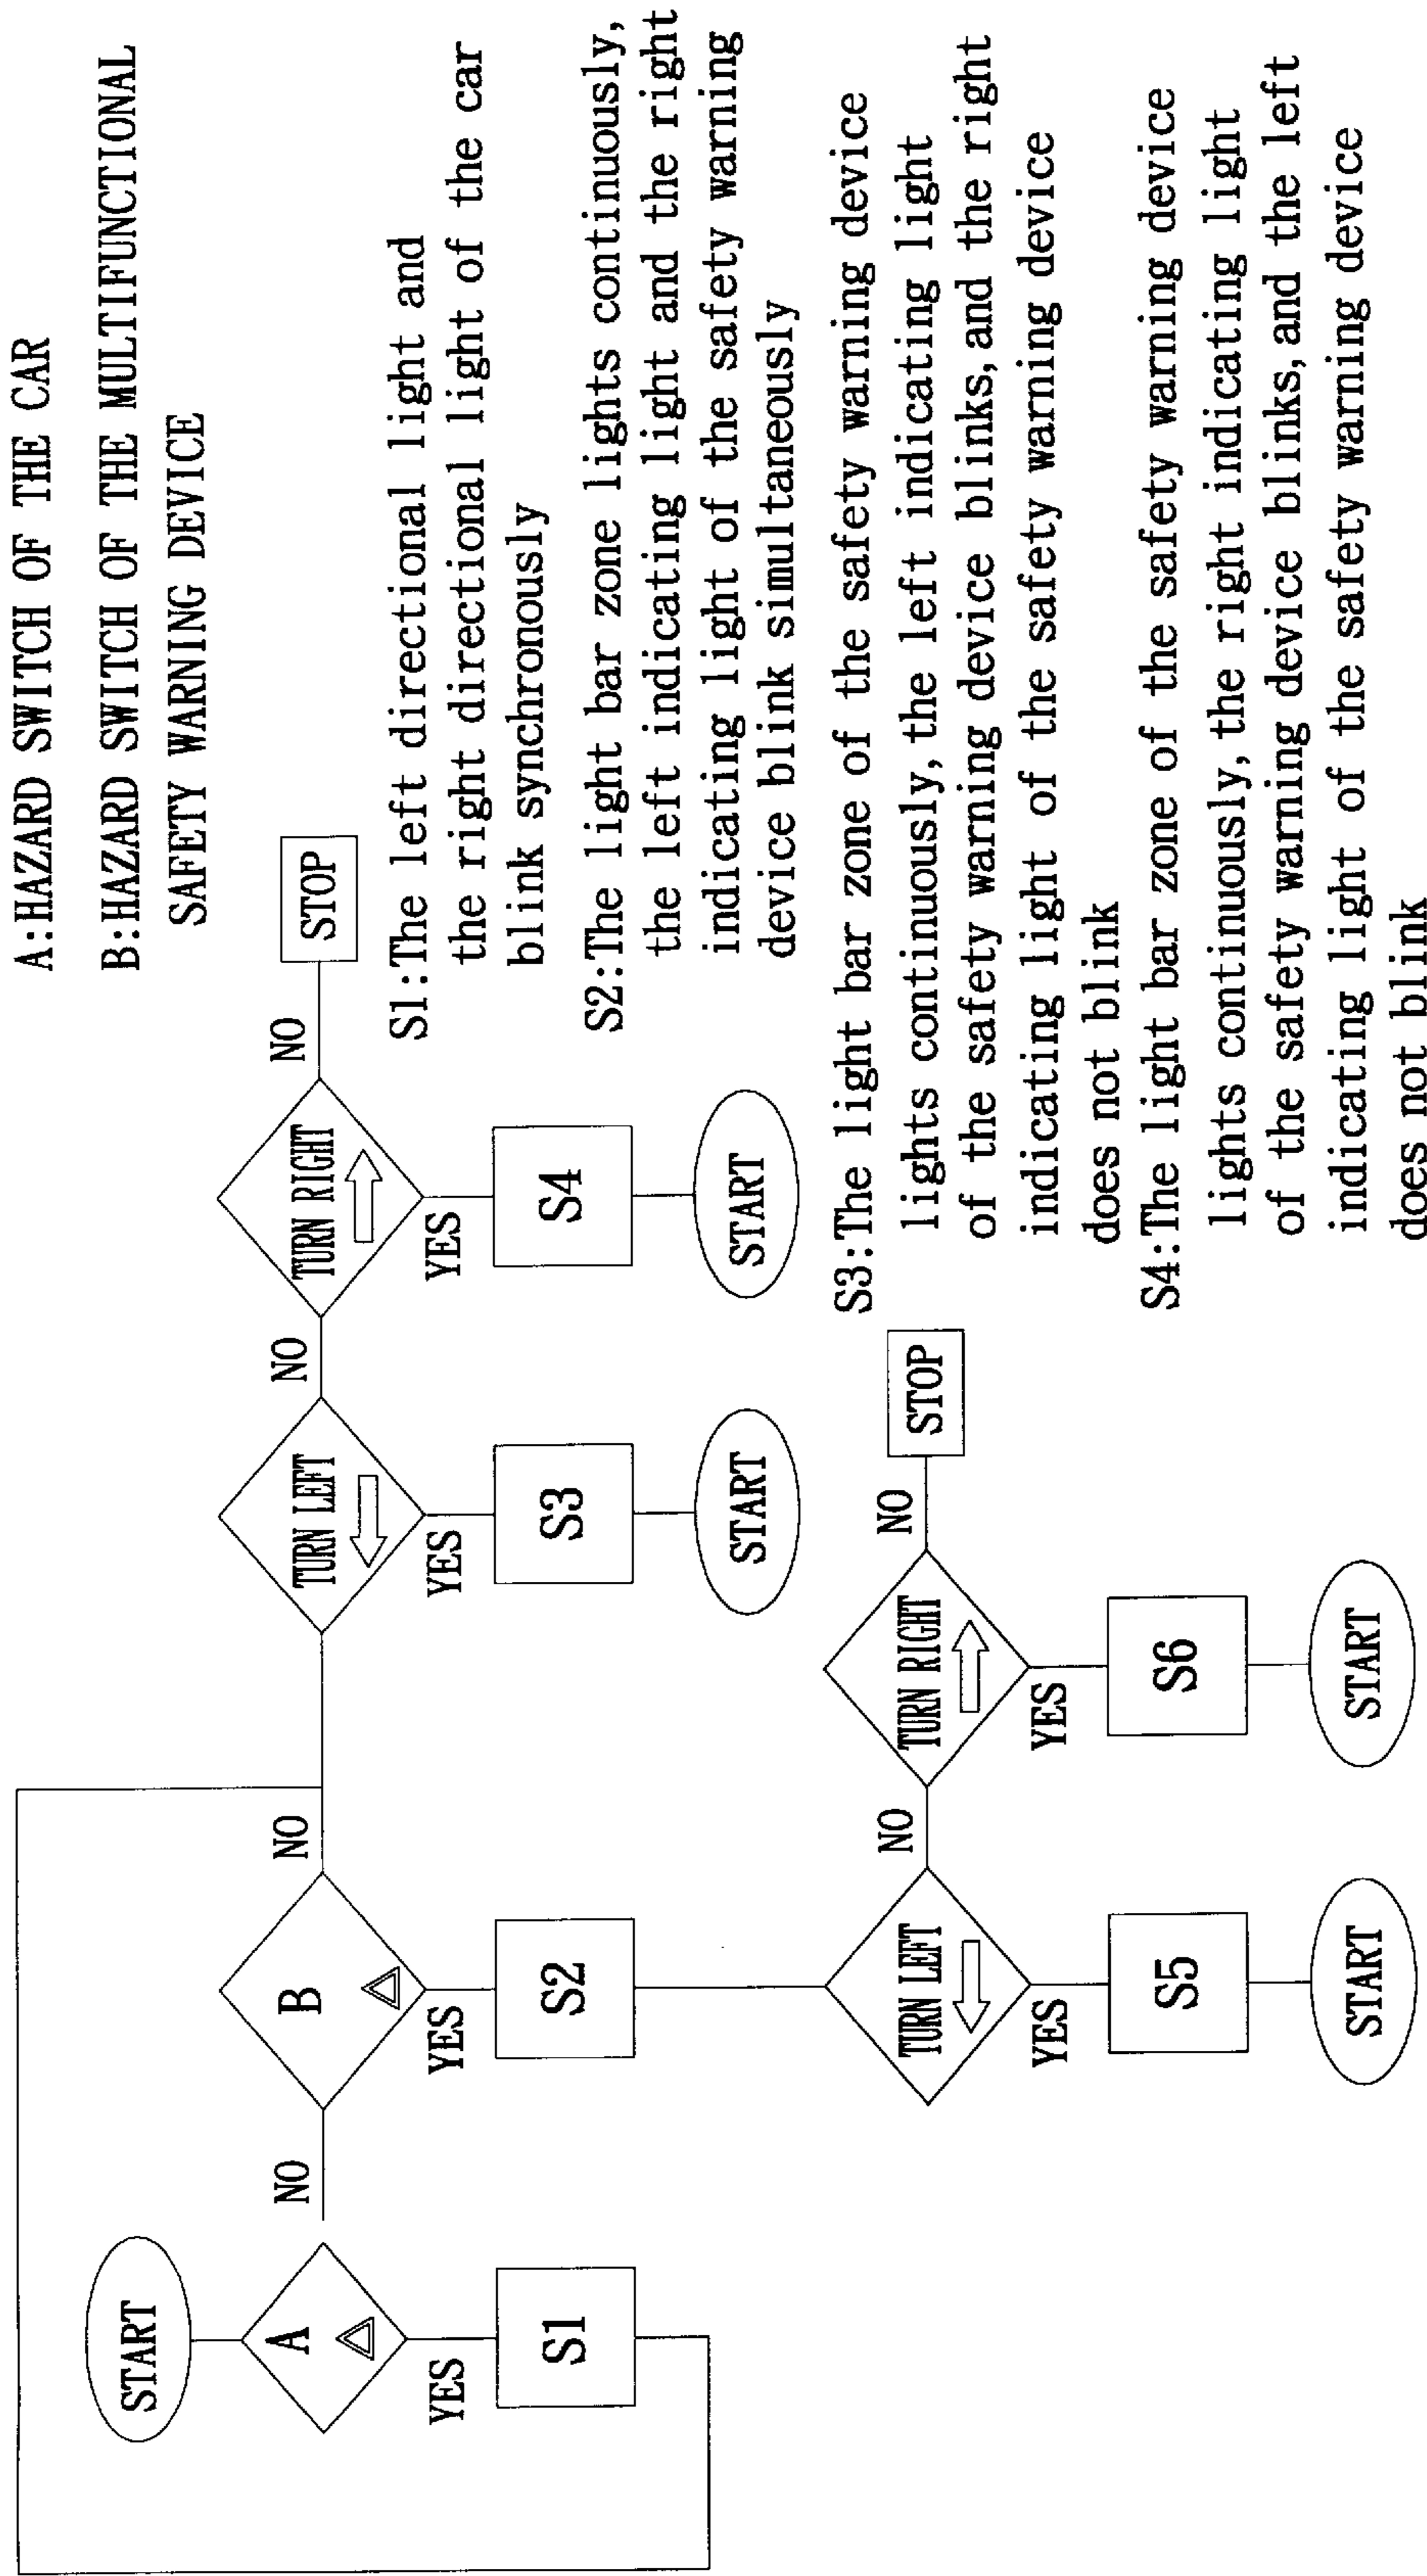 A:HAZARD SWITCH OF THE CAR
B:HAZARD SWITCH OF THE MULTIFUNCTIONAL
SAFETY WARNING DEVICE
START
A
NO
B
NO
TURN LEFT
NO
TURN RIGHT
NO
STOP
YES
YES
YES
YES
S1
S2
S3
S4
START
START
TURN LEFT
NO
TURN RIGHT
NO
STOP
YES
YES
S5
S6
START
START
S1:The left directional light and
the right directional light of the car
blink synchronously
S2:The light bar zone lights continuously,
the left indicating light and the right
indicating light of the safety warning
device blink simultaneously
S3:The light bar zone of the safety warning device
lights continuously, the left indicating light
of the safety warning device blinks, and the right
indicating light of the safety warning device
does not blink
S4:The light bar zone of the safety warning device
lights continuously, the right indicating light
of the safety warning device blinks, and the left
indicating light of the safety warning device
does not blink